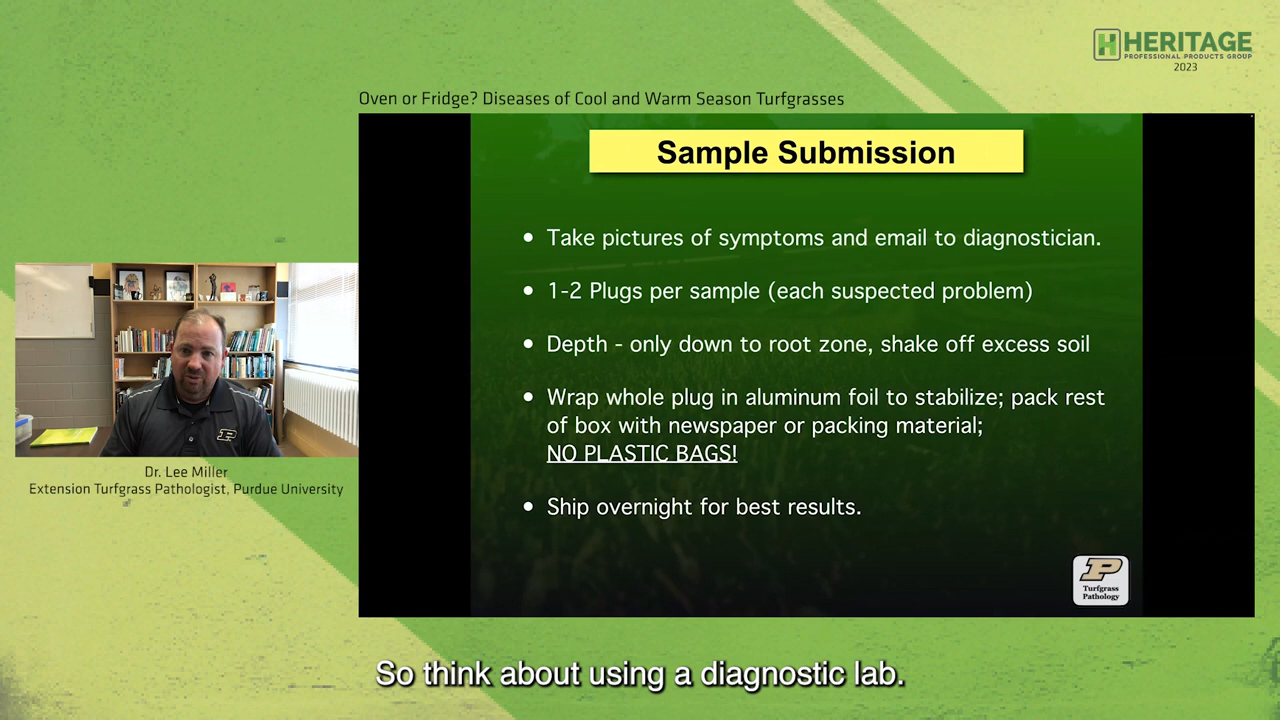 HERITAGE
PROFESSIONAL PRODUCTS GROUP
2023
Oven or Fridge? Diseases of Cool and Warm Season Turfgrasses
Sample Submission
• Take pictures of symptoms and email to diagnostician.
• 1-2 Plugs per sample (each suspected problem)
• Depth - only down to root zone, shake off excess soil
• Wrap whole plug in aluminum foil to stabilize; pack rest
of box with newspaper or packing material;
NO PLASTIC BAGS!
• Ship overnight for best results.
P
Turfgrass
Pathology
P
Dr. Lee Miller
Extension Turfgrass Pathologist, Purdue University
So think about using a diagnostic lab.